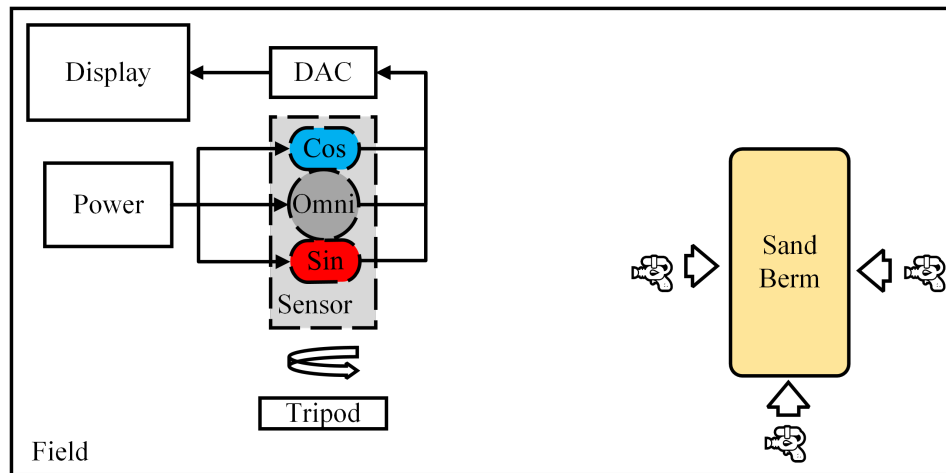 Display
DAC
Cos
Power
Omni
Sin
Sensor
Tripod
Field
Sand
Berm